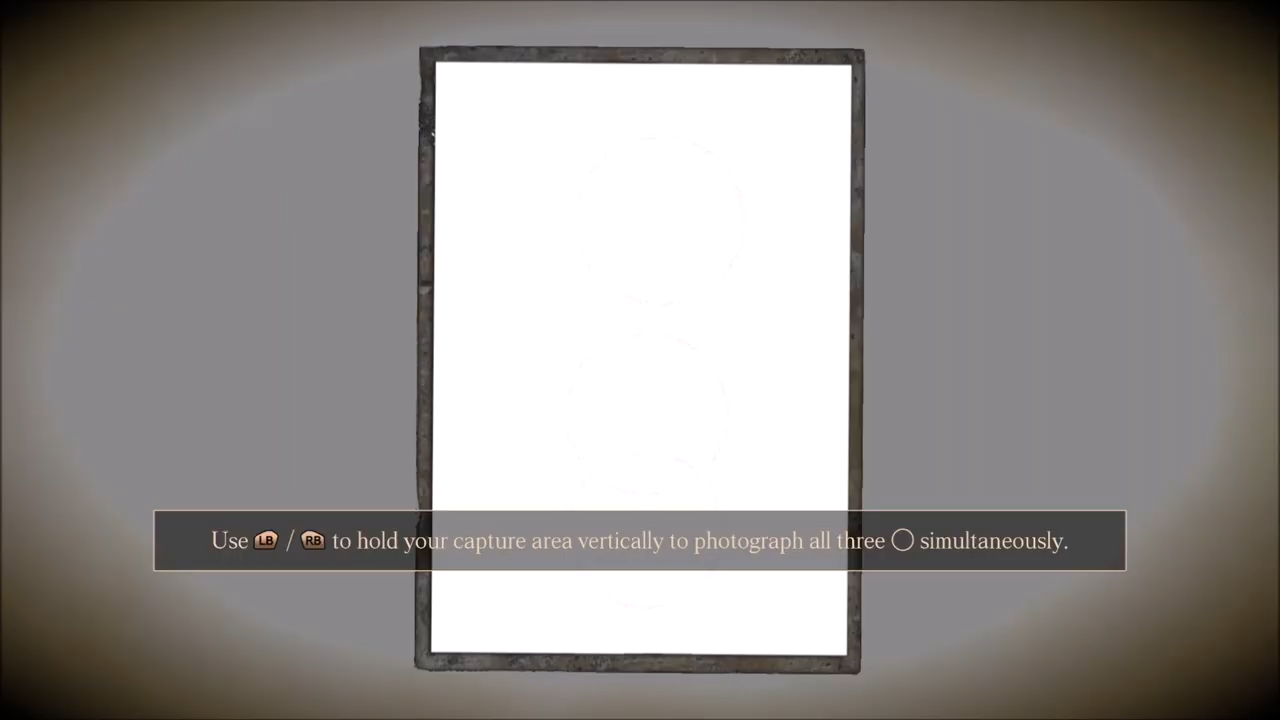 Use LB / RB to hold your capture area vertically to photograph all three ◯ simultaneously.